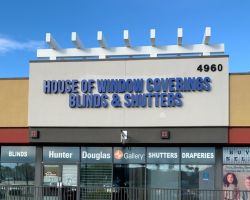 4960
HOUSE OF WINDOW COVERINGS
BLINDS & SHUTTERS
BLINDS Hunter Douglas Gallery SHUTTERS DRAPERIES